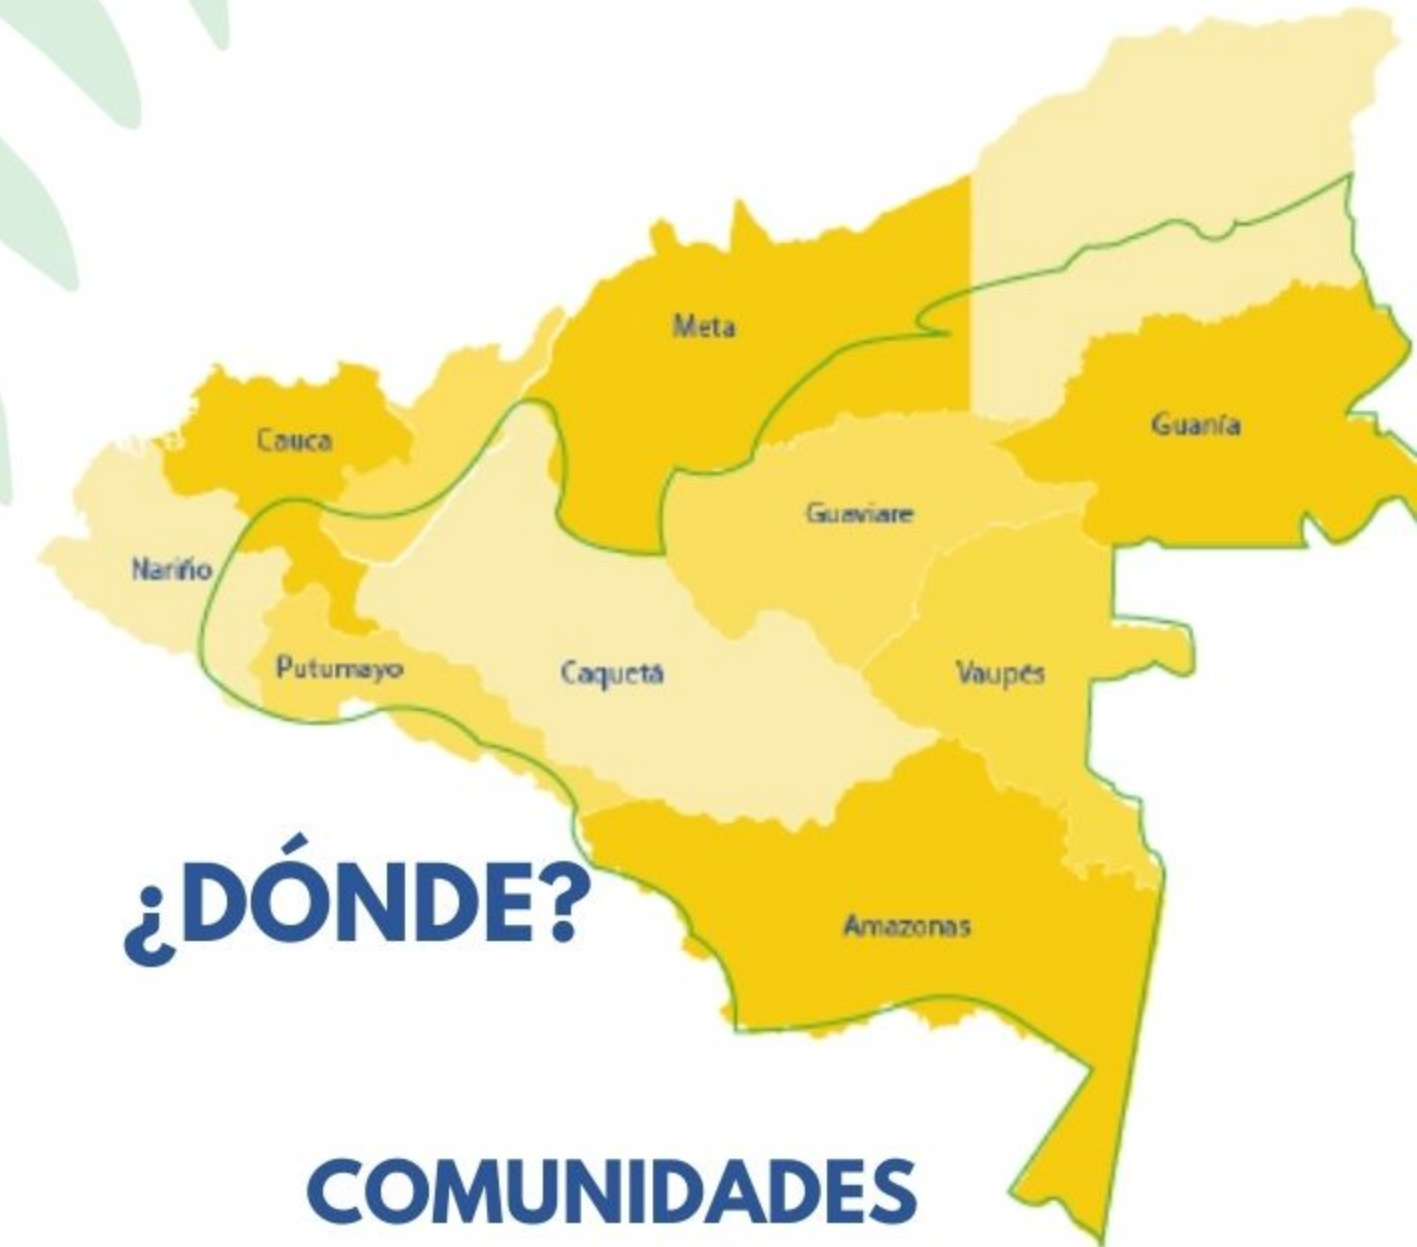 Meta
Cauca
Guanía
Guaviare
Nariño
Putumayo
Caquetá
Vaupés
¿DÓNDE?
Amazonas
COMUNIDADES